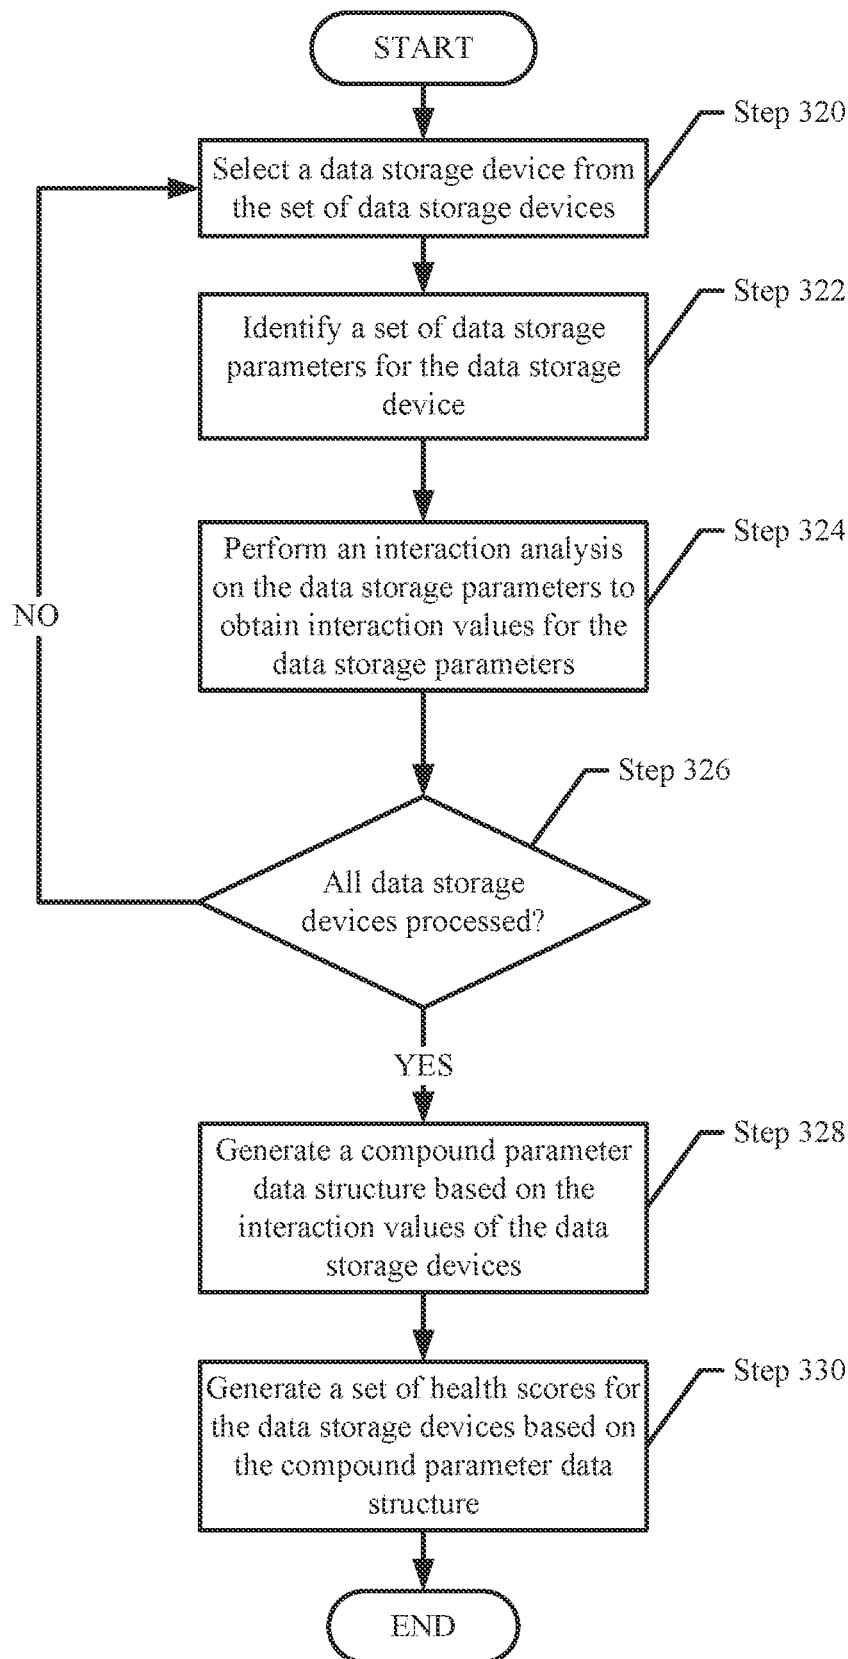 START
Step 320
Select a data storage device from
the set of data storage devices
Step 322
Identify a set of data storage
parameters for the data storage
device
Step 324
Perform an interaction analysis
on the data storage parameters to
obtain interaction values for the
data storage parameters
NO
Step 326
All data storage
devices processed?
YES
Step 328
Generate a compound parameter
data structure based on the
interaction values of the data
storage devices
Step 330
Generate a set of health scores for
the data storage devices based on
the compound parameter data
structure
END